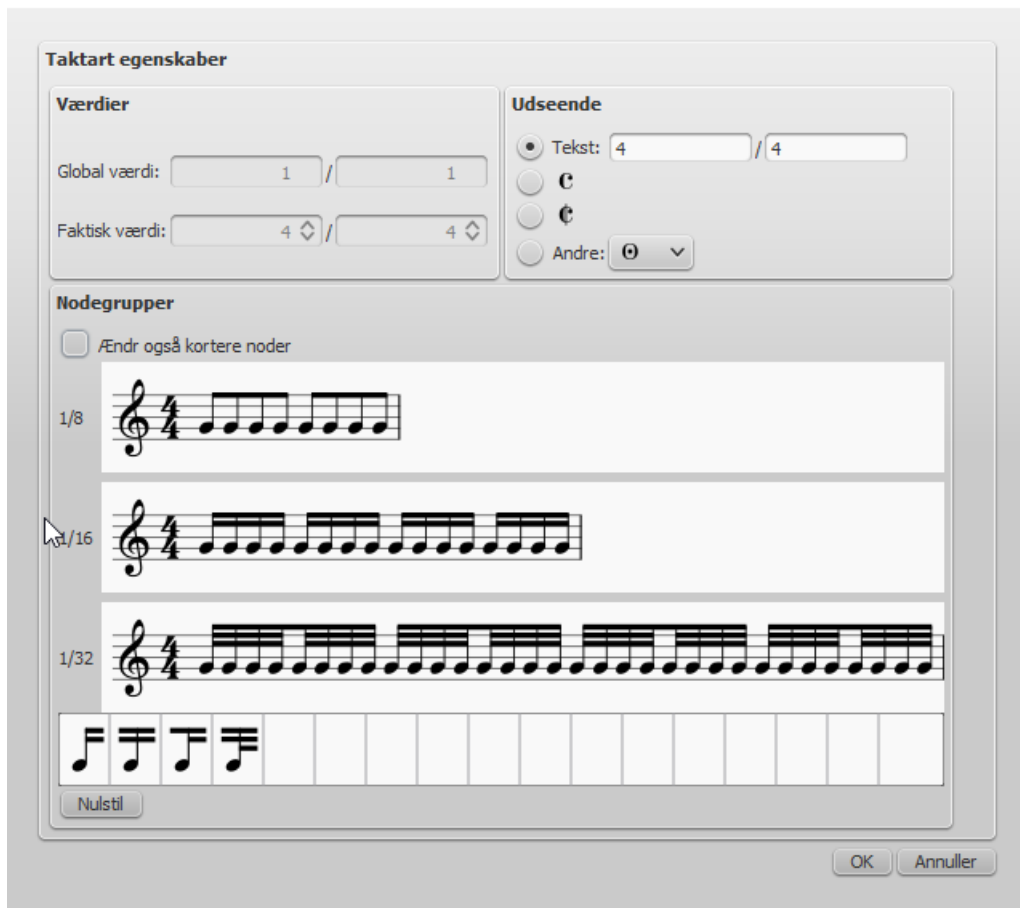 Taktart egenskaber
Værdier
Global værdi: 1 / 1
Faktisk værdi: 4 / 4
Udseende
Tekst: 4 / 4
Andre:
Nodegrupper
Ændr også kortere noder
1/8
1/16
1/32
Nulstil
OK Annuller